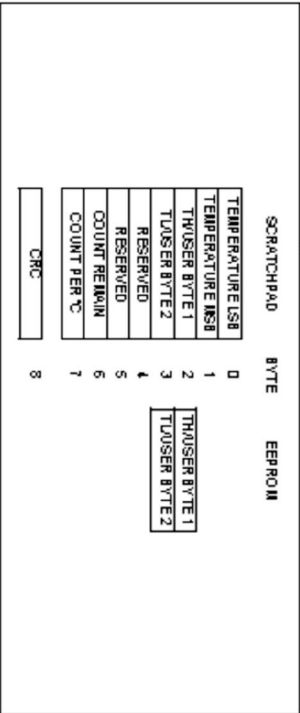 SCRATCHPAD BYTE EEPROM
TEMPERATURE LSB 0
TEMPERATURE MSB 1
TH/USER BYTE 1 2 TH/USER BYTE 1
TL/USER BYTE 2 3 TL/USER BYTE 2
RESERVED 4
RESERVED 5
COUNT REMAIN 6
COUNT PER °C 7
CRC 8